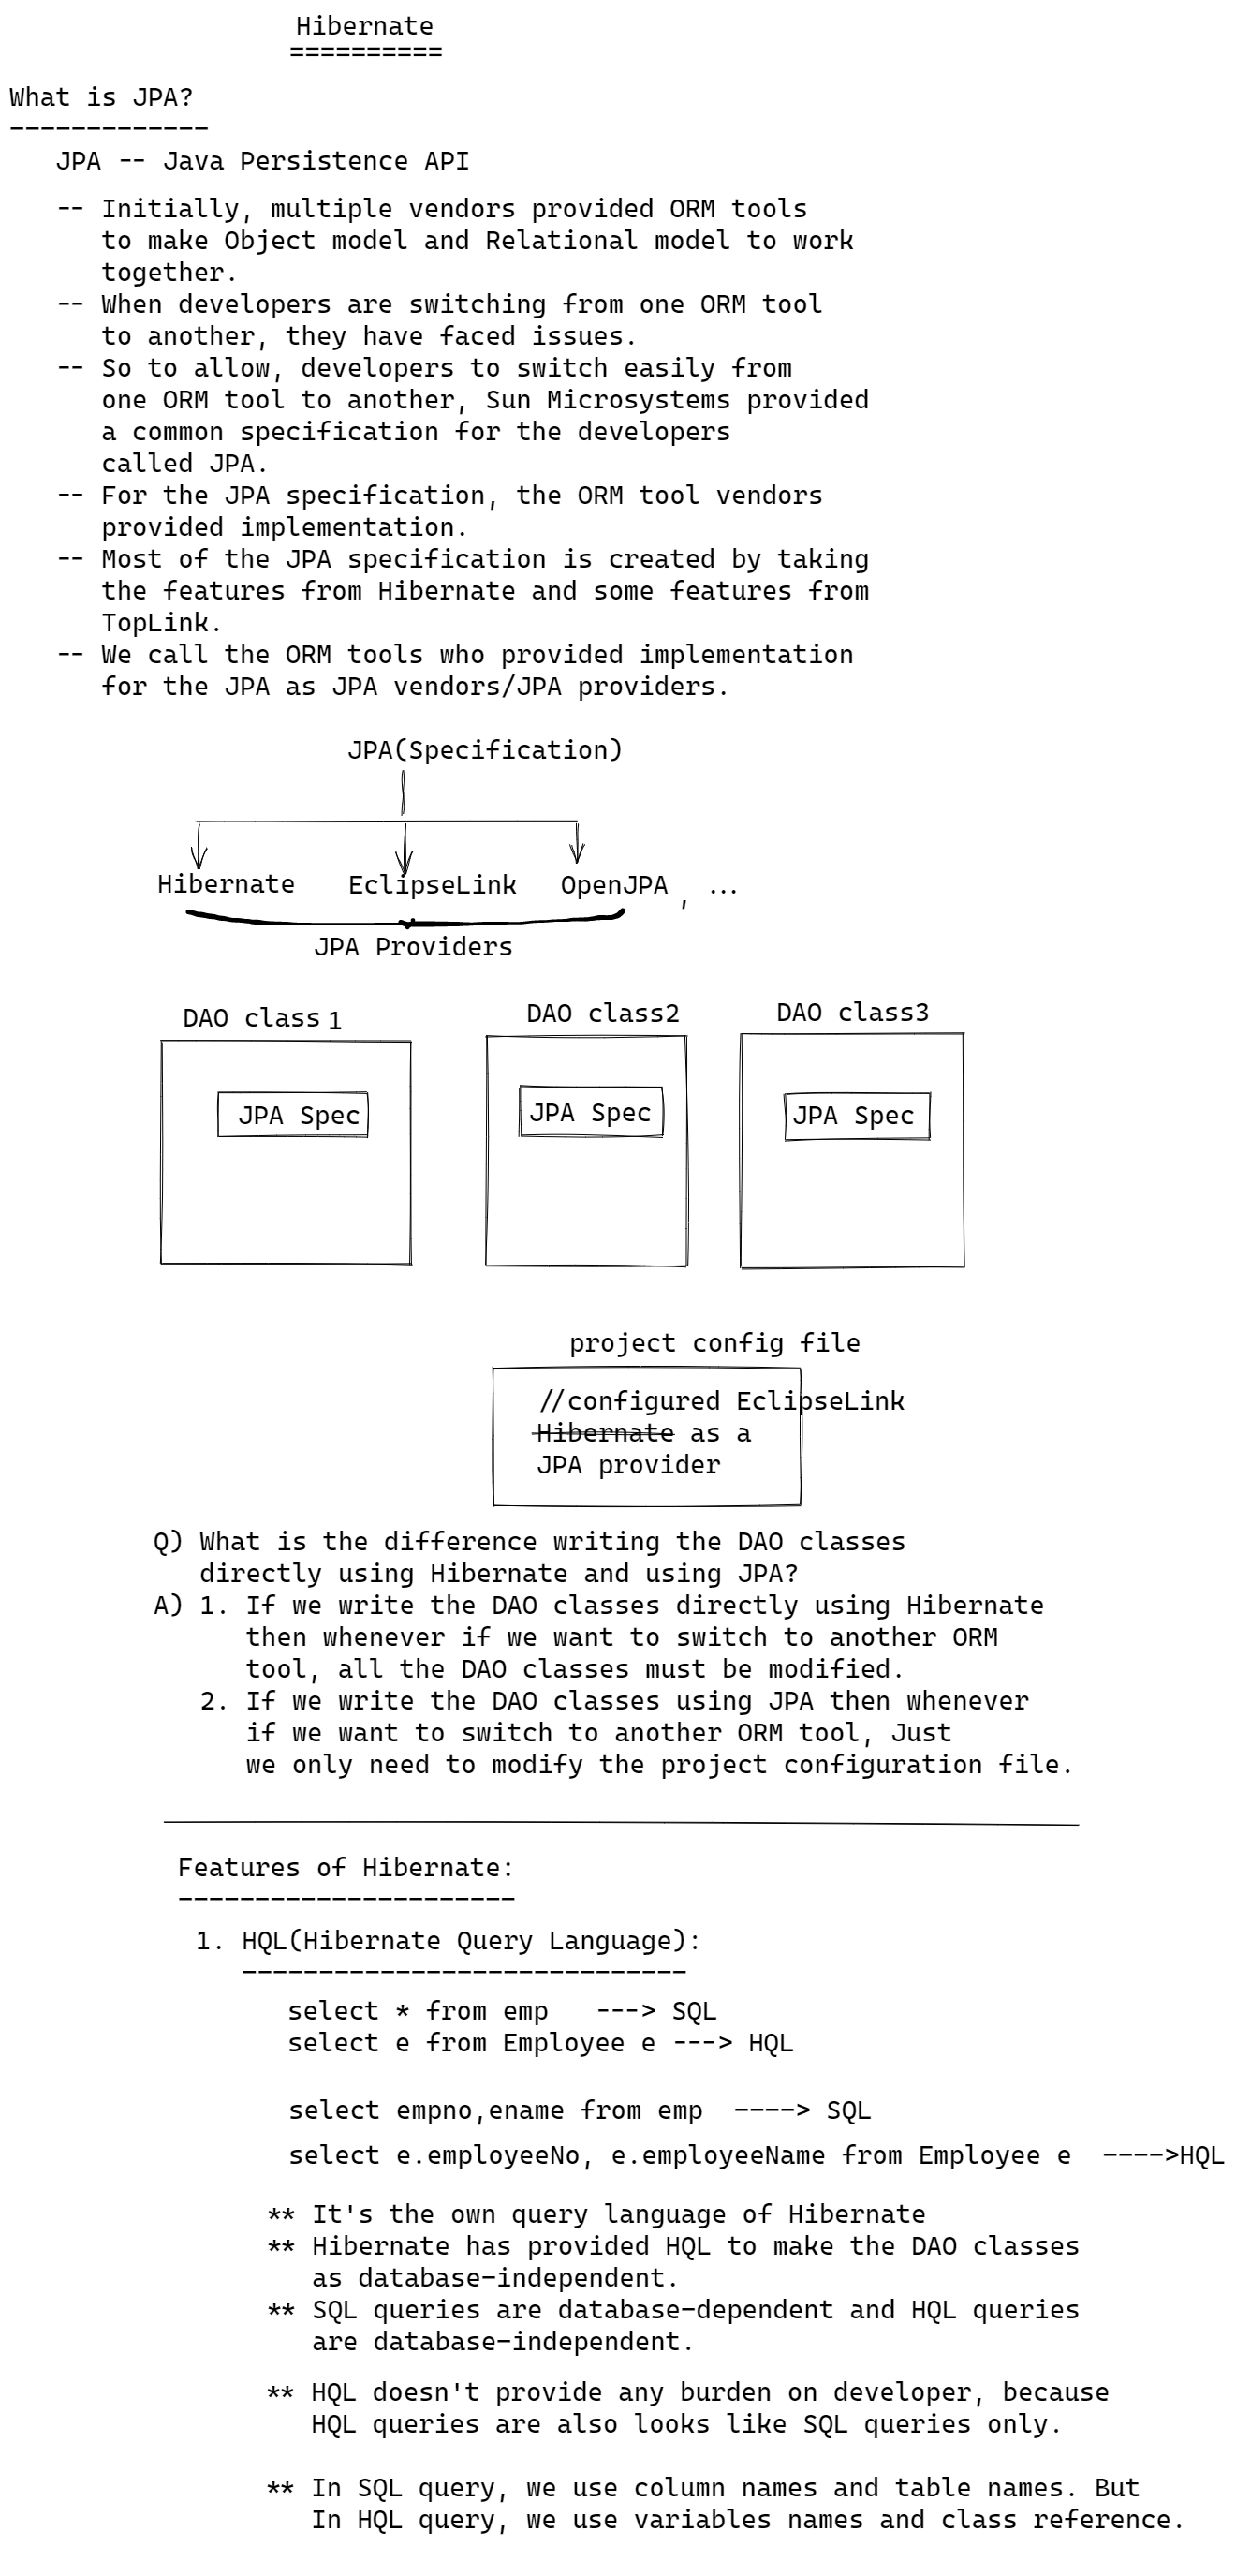 Hibernate
==========
What is JPA?
-------------
JPA -- Java Persistence API
-- Initially, multiple vendors provided ORM tools
to make Object model and Relational model to work
together.
-- When developers are switching from one ORM tool
to another, they have faced issues.
-- So to allow, developers to switch easily from
one ORM tool to another, Sun Microsystems provided
a common specification for the developers
called JPA.
-- For the JPA specification, the ORM tool vendors
provided implementation.
-- Most of the JPA specification is created by taking
the features from Hibernate and some features from
TopLink.
-- We call the ORM tools who provided implementation
for the JPA as JPA vendors/JPA providers.
JPA(Specification)
Hibernate EclipseLink OpenJPA , ...
JPA Providers
DAO class 1 DAO class2 DAO class3
JPA Spec JPA Spec JPA Spec
project config file
//configured EclipseLink
Hibernate as a
JPA provider
Q) What is the difference writing the DAO classes
directly using Hibernate and using JPA?
A) 1. If we write the DAO classes directly using Hibernate
then whenever if we want to switch to another ORM
tool, all the DAO classes must be modified.
2. If we write the DAO classes using JPA then whenever
if we want to switch to another ORM tool, Just
we only need to modify the project configuration file.
Features of Hibernate:
----------------------
1. HQL(Hibernate Query Language):
-----------------------------
select * from emp ---> SQL
select e from Employee e ---> HQL
select empno,ename from emp ----> SQL
select e.employeeNo, e.employeeName from Employee e ---->HQL
** It's the own query language of Hibernate
** Hibernate has provided HQL to make the DAO classes
as database-independent.
** SQL queries are database-dependent and HQL queries
are database-independent.
** HQL doesn't provide any burden on developer, because
HQL queries are also looks like SQL queries only.
** In SQL query, we use column names and table names. But
In HQL query, we use variables names and class reference.